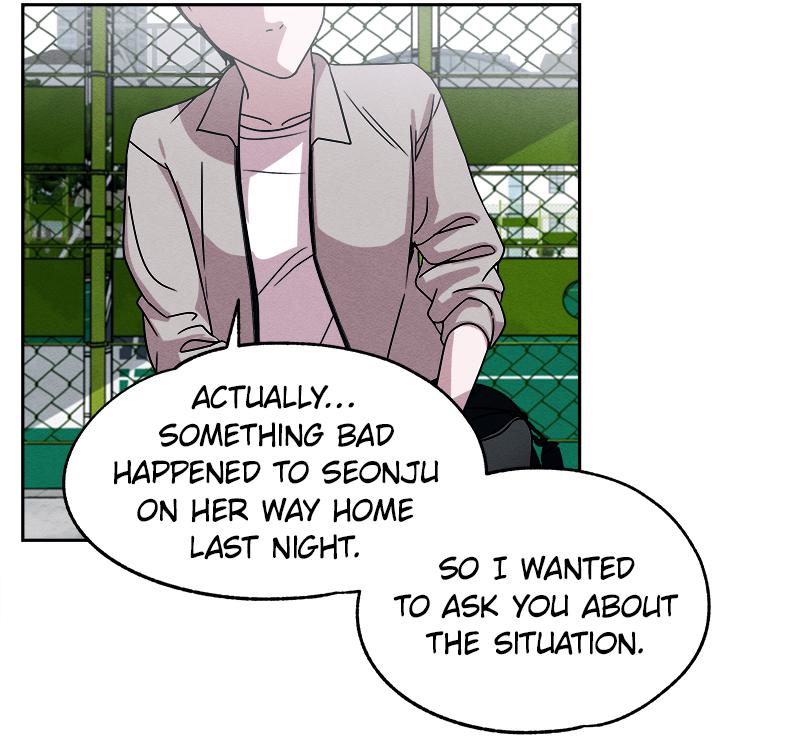 ACTUALLY...
SOMETHING BAD
HAPPENED TO SEONJU
ON HER WAY HOME
LAST NIGHT.
SO I WANTED
TO ASK YOU ABOUT
THE SITUATION.